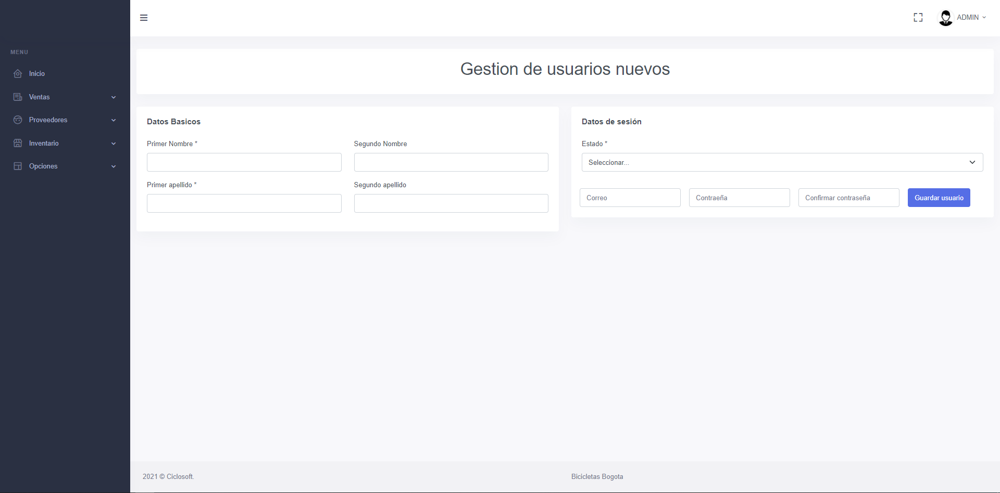 ADMIN
MENU
Inicio
Ventas
Proveedores
Inventario
Opciones
Gestion de usuarios nuevos
Datos Basicos
Primer Nombre *
Segundo Nombre
Primer apellido *
Segundo apellido
Datos de sesión
Estado *
Seleccionar...
Correo
Contraeña
Confirmar contraseña
Guardar usuario
2021 © Ciclosoft.
Bicicletas Bogota